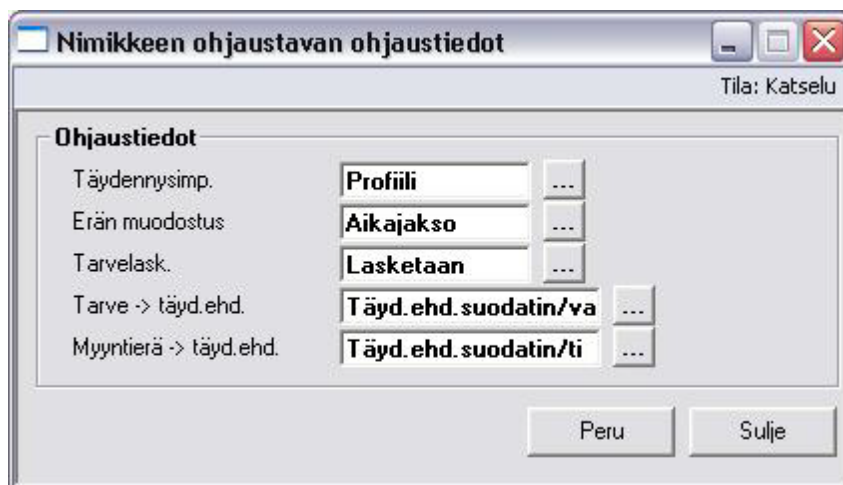 Nimikkeen ohjaustavan ohjaustiedot
Tila: Katselu
Ohjaustiedot
Täydennysimp. Profiili ...
Erän muodostus Aikajakso ...
Tarvelask. Lasketaan ...
Tarve -> täyd.ehd. Täyd.ehd.suodatin/va ...
Myyntierä -> täyd.ehd. Täyd.ehd.suodatin/ti ...
Peru Sulje